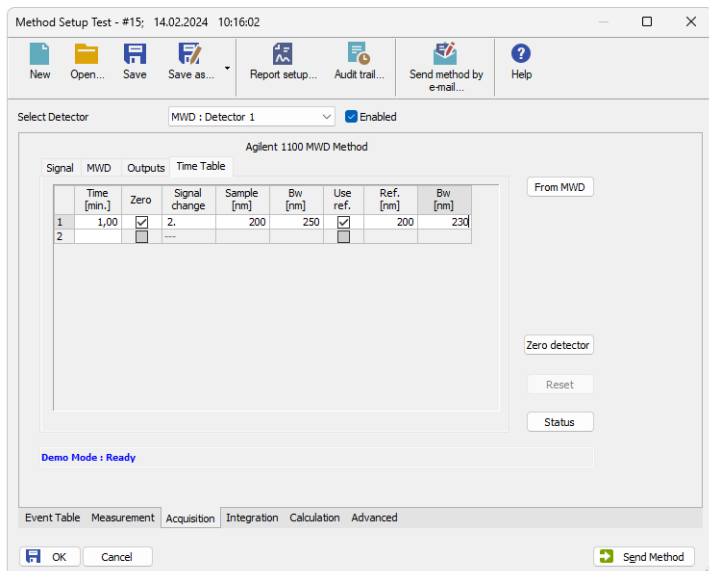 Method Setup Test - #15; 14.02.2024 10:16:02
New Open... Save Save as... Report setup... Audit trail... Send method by e-mail... Help
Select Detector MWD : Detector 1 Enabled
Agilent 1100 MWD Method
Signal MWD Outputs Time Table
From MWD
Time [min.] Zero Signal change Sample [nm] Bw [nm] Use ref. Ref. [nm] Bw [nm]
1 1,00 2. 200 250 200 230
2 ---
Zero detector
Reset
Status
Demo Mode : Ready
Event Table Measurement Acquisition Integration Calculation Advanced
OK Cancel Send Method